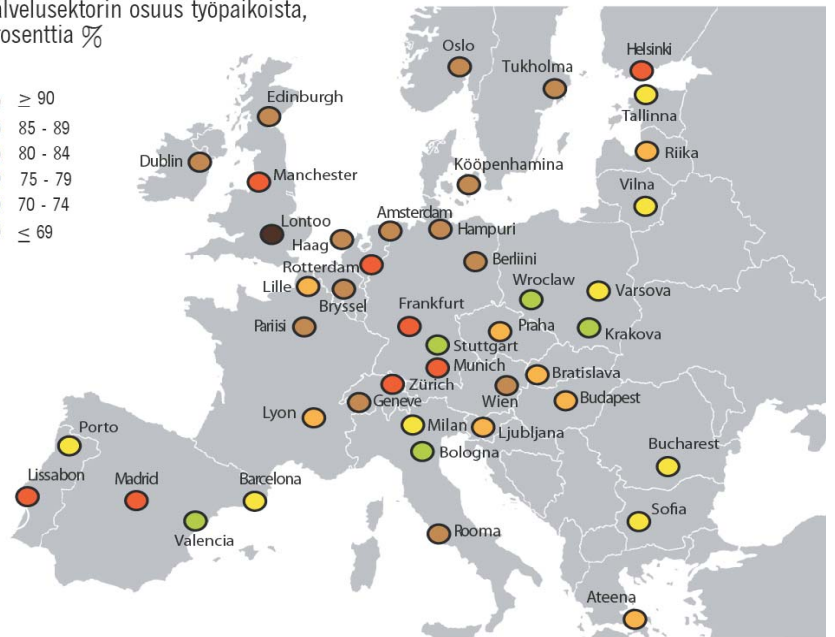 alvelusektorin osuus työpaikoista,
osenttia %
≥ 90
85 - 89
80 - 84
75 - 79
70 - 74
≤ 69
Oslo
Helsinki
Tukholma
Edinburgh
Tallinna
Dublin
Riika
Kööpenhamina
Manchester
Vilna
Amsterdam
Lontoo
Hampuri
Haag
Berliini
Rotterdam
Wroclaw
Lille
Varsova
Bryssel
Frankfurt
Pariisi
Praha
Krakova
Stuttgart
Munich
Bratislava
Zürich
Geneve
Wien
Budapest
Lyon
Porto
Milan
Ljubljana
Bucharest
Bologna
Lissabon
Madrid
Barcelona
Sofia
Rooma
Valencia
Ateena